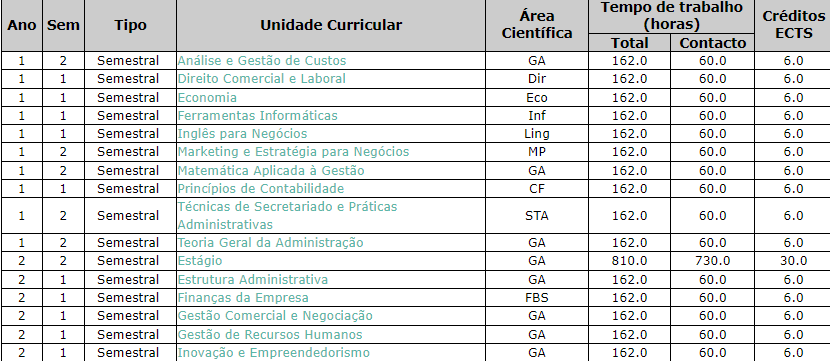 Ano Sem Tipo Unidade Curricular Área Científica Tempo de trabalho (horas) Créditos ECTS
Total Contacto
1 2 Semestral Análise e Gestão de Custos GA 162.0 60.0 6.0
1 1 Semestral Direito Comercial e Laboral Dir 162.0 60.0 6.0
1 1 Semestral Economia Eco 162.0 60.0 6.0
1 1 Semestral Ferramentas Informáticas Inf 162.0 60.0 6.0
1 1 Semestral Inglês para Negócios Ling 162.0 60.0 6.0
1 2 Semestral Marketing e Estratégia para Negócios MP 162.0 60.0 6.0
1 2 Semestral Matemática Aplicada à Gestão GA 162.0 60.0 6.0
1 1 Semestral Princípios de Contabilidade CF 162.0 60.0 6.0
1 2 Semestral Técnicas de Secretariado e Práticas Administrativas STA 162.0 60.0 6.0
1 2 Semestral Teoria Geral da Administração GA 162.0 60.0 6.0
2 2 Semestral Estágio GA 810.0 730.0 30.0
2 1 Semestral Estrutura Administrativa GA 162.0 60.0 6.0
2 1 Semestral Finanças da Empresa FBS 162.0 60.0 6.0
2 1 Semestral Gestão Comercial e Negociação GA 162.0 60.0 6.0
2 1 Semestral Gestão de Recursos Humanos GA 162.0 60.0 6.0
2 1 Semestral Inovação e Empreendedorismo GA 162.0 60.0 6.0